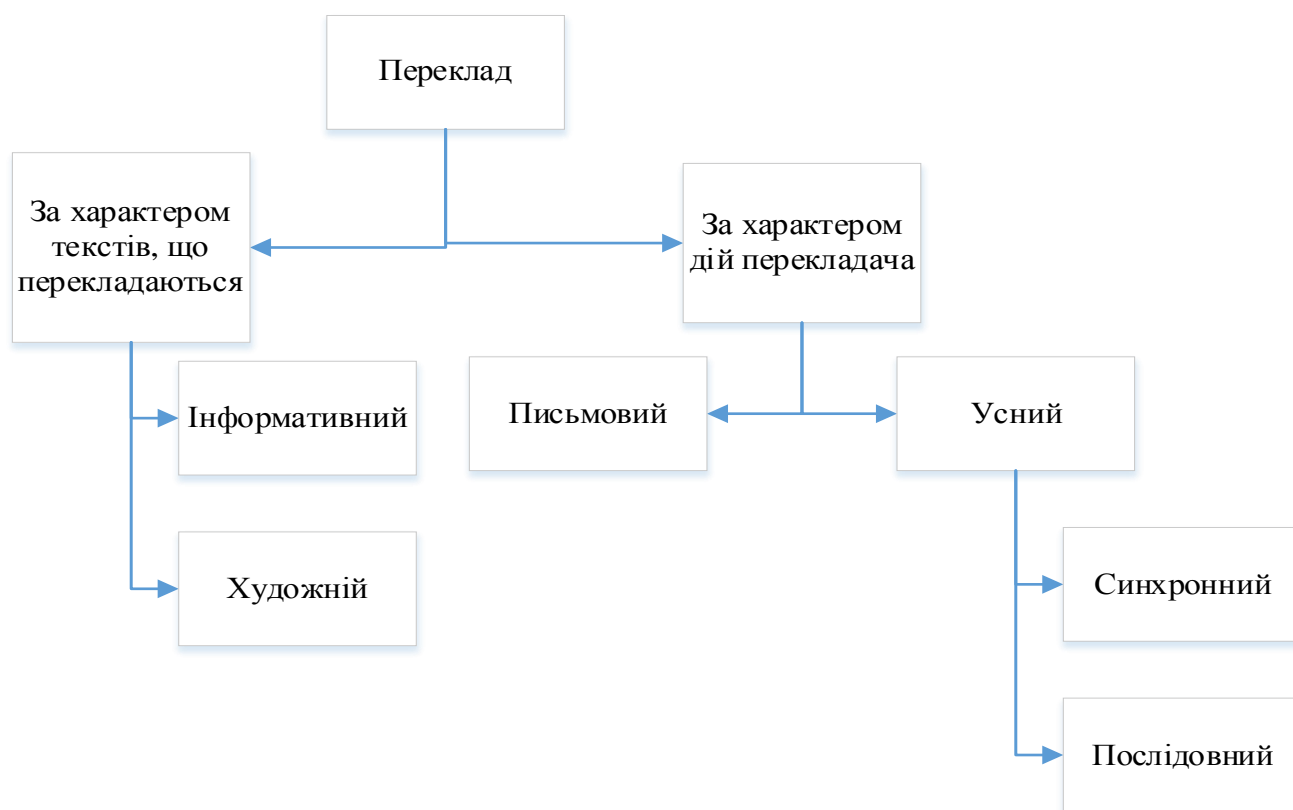 Переклад
За характером
текстів, що
перекладаються
За характером
дій перекладача
Інформативний
Художній
Письмовий
Усний
Синхронний
Послідовний